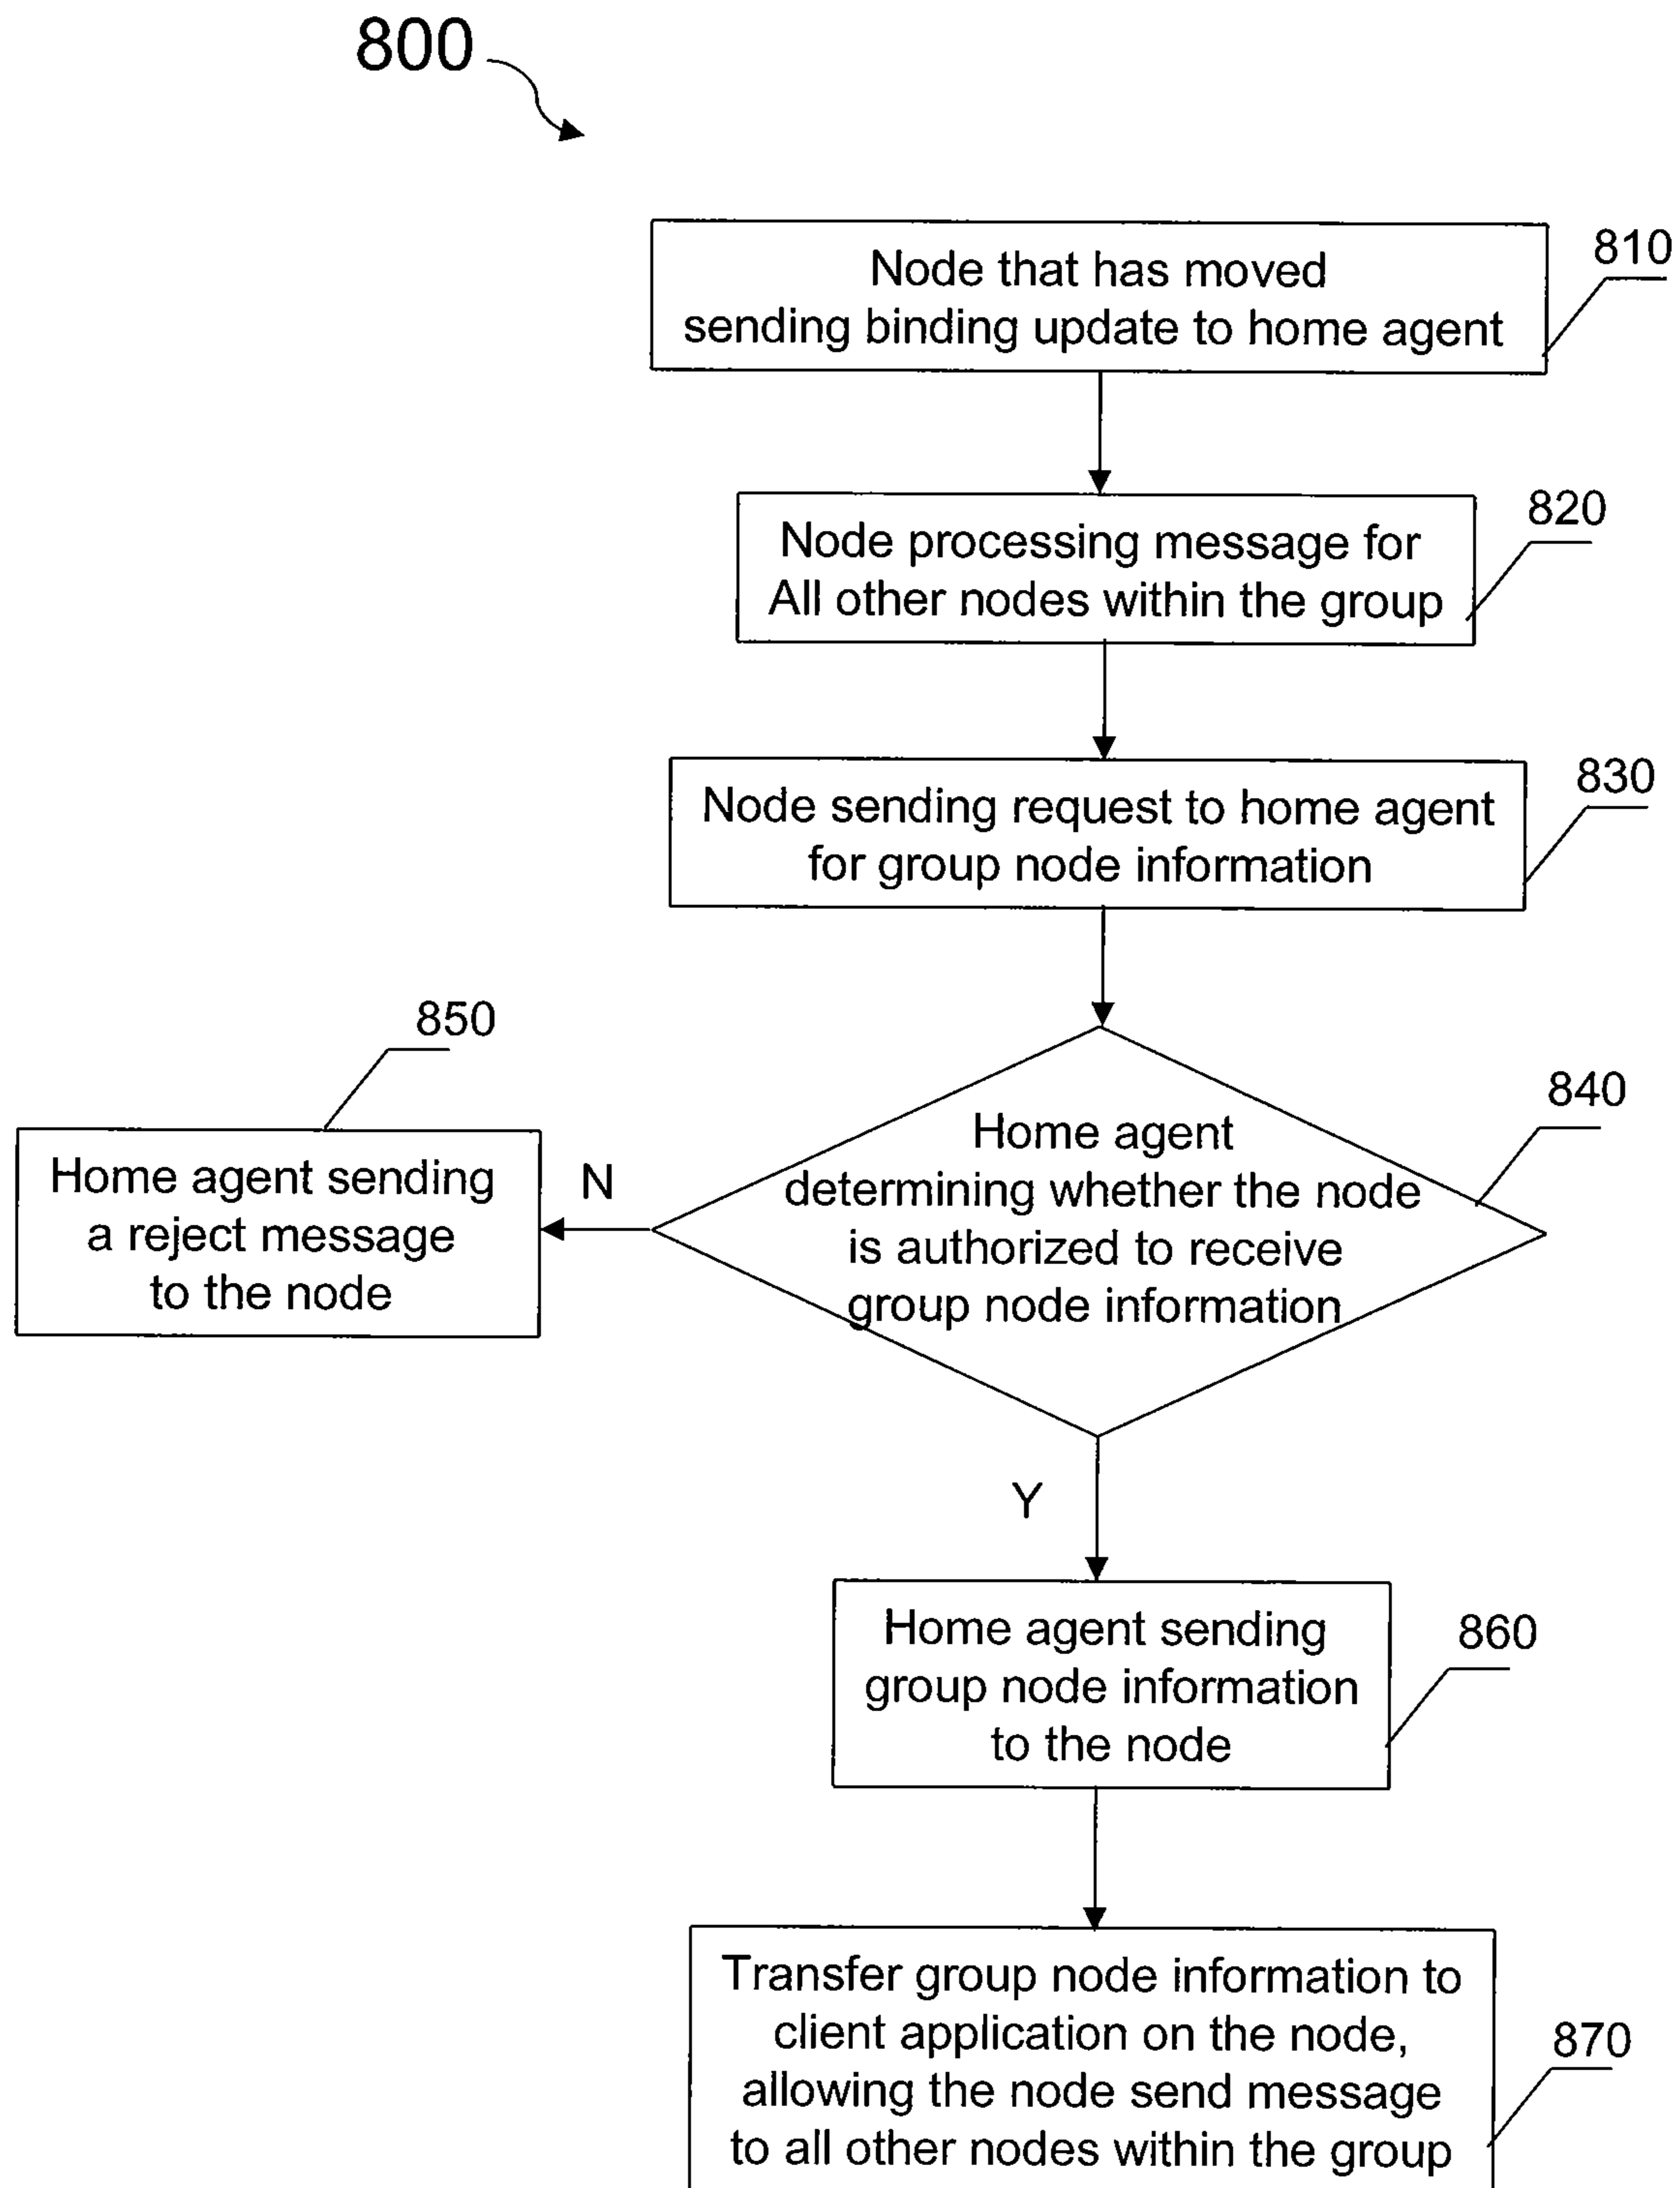 800
810
Node that has moved
sending binding update to home agent
820
Node processing message for
All other nodes within the group
830
Node sending request to home agent
for group node information
850
840
Home agent sending
a reject message
to the node
N
Home agent
determining whether the node
is authorized to receive
group node information
Y
860
Home agent sending
group node information
to the node
870
Transfer group node information to
client application on the node,
allowing the node send message
to all other nodes within the group